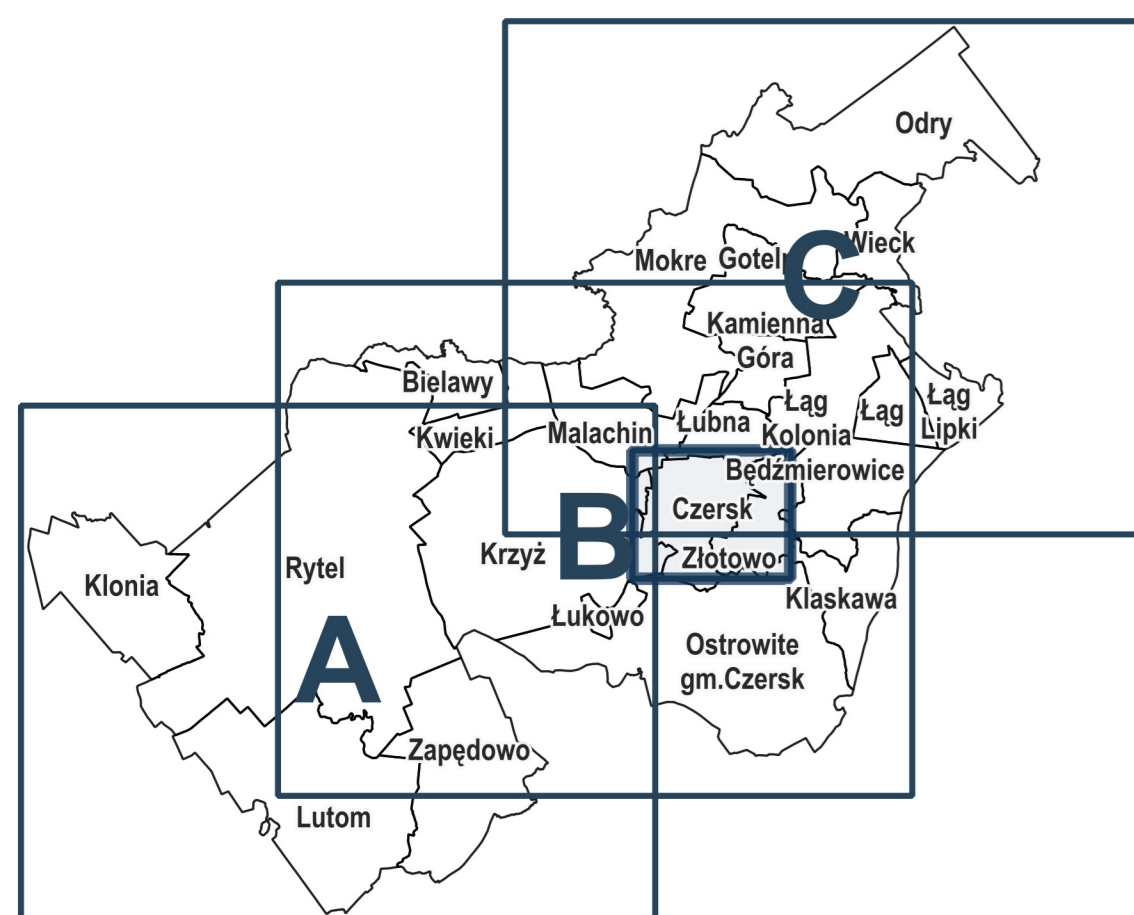 Odry
Wieck
Mokre
Gotelp
C
Kamienna
Góra
Bielawy
Łąg
Łąg
Lipki
Łąg
Kolonia
Łubna
Malachin
Kwieki
Będźmierowice
Czersk
B
Krzyż
Złotowo
Rytel
Klonia
Klaskawa
Łukowo
Ostrowite
gm.Czersk
A
Zapędowo
Lutom